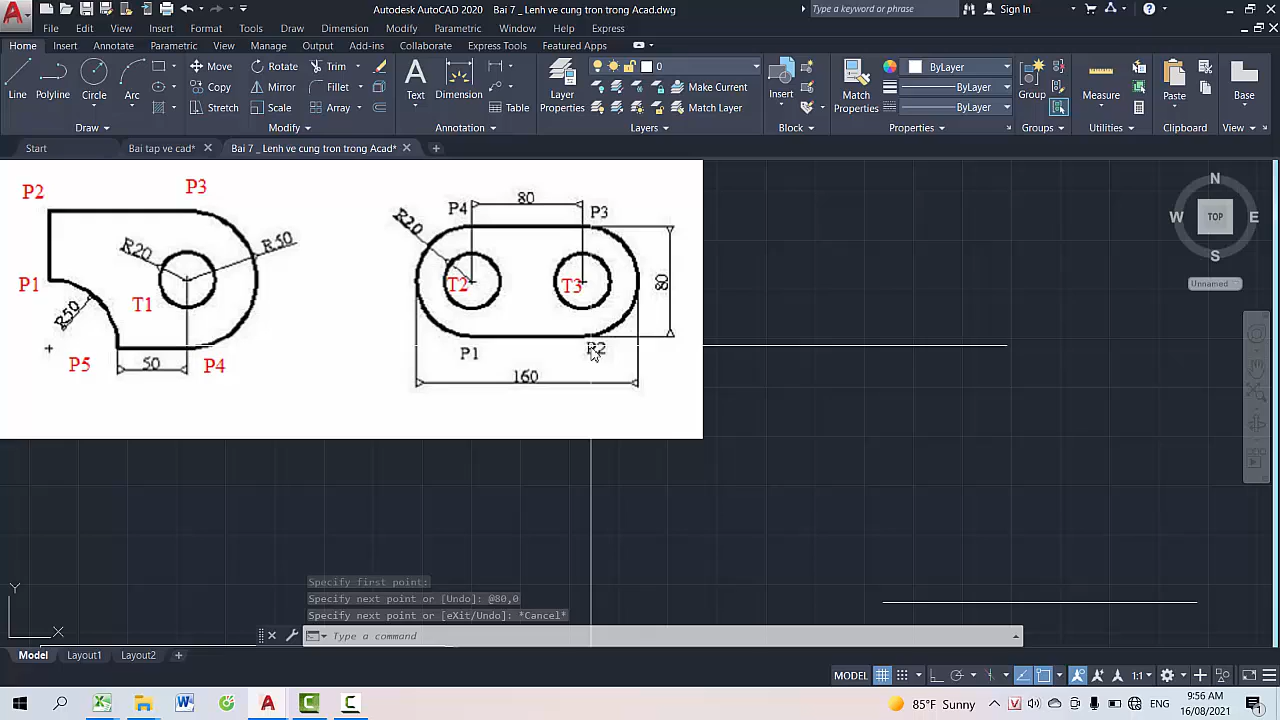 Autodesk AutoCAD 2020 Bai 7 _ Lenh ve cung tron trong Acad.dwg
Type a keyword or phrase
Sign In
File Edit View Insert Format Tools Draw Dimension Modify Parametric Window Help Express
Home Insert Annotate Parametric View Manage Output Add-ins Collaborate Express Tools Featured Apps
Move Rotate Trim 0
Copy Mirror Fillet Make Current
Stretch Scale Array Table Match Layer
Line Polyline Circle Arc Text Dimension Layer Properties Insert Match Properties ByLayer ByLayer ByLayer Group Measure Paste Base
Draw Modify Annotation Layers Block Properties Groups Utilities Clipboard View
Start Bai tap ve cad* Bai 7 _ Lenh ve cung tron trong Acad*
P2 P3
R20 R50
P1 T1
R50
P5 50 P4
80
P4 P3
R20
T2 T3 80
P1 P2
160
N
W TOP E
S
Unnamed
Y
X
Specify first point:
Specify next point or [Undo]: @80,0
Specify next point or [eXit/Undo]: *Cancel*
Type a command
Model Layout1 Layout2
MODEL 1:1
85°F Sunny ENG 9:56 AM
16/08/2021